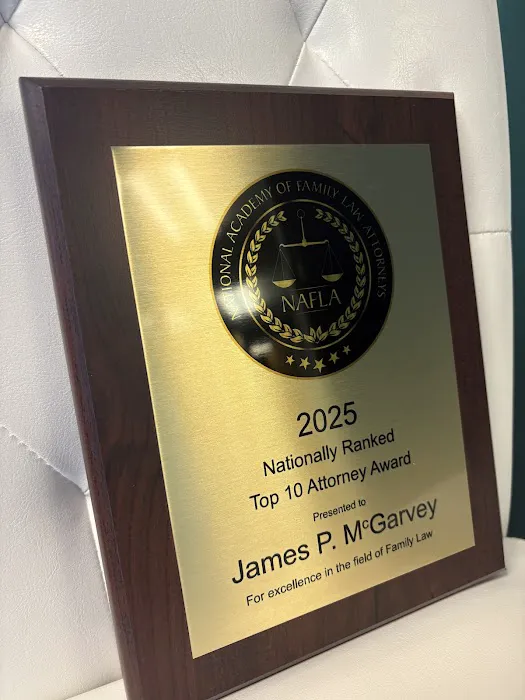 NATIONAL ACADEMY OF FAMILY LAW ATTORNEYS
NAFLA
2025
Nationally Ranked
Top 10 Attorney Award
Presented to
James P. McGarvey
For excellence in the field of Family Law